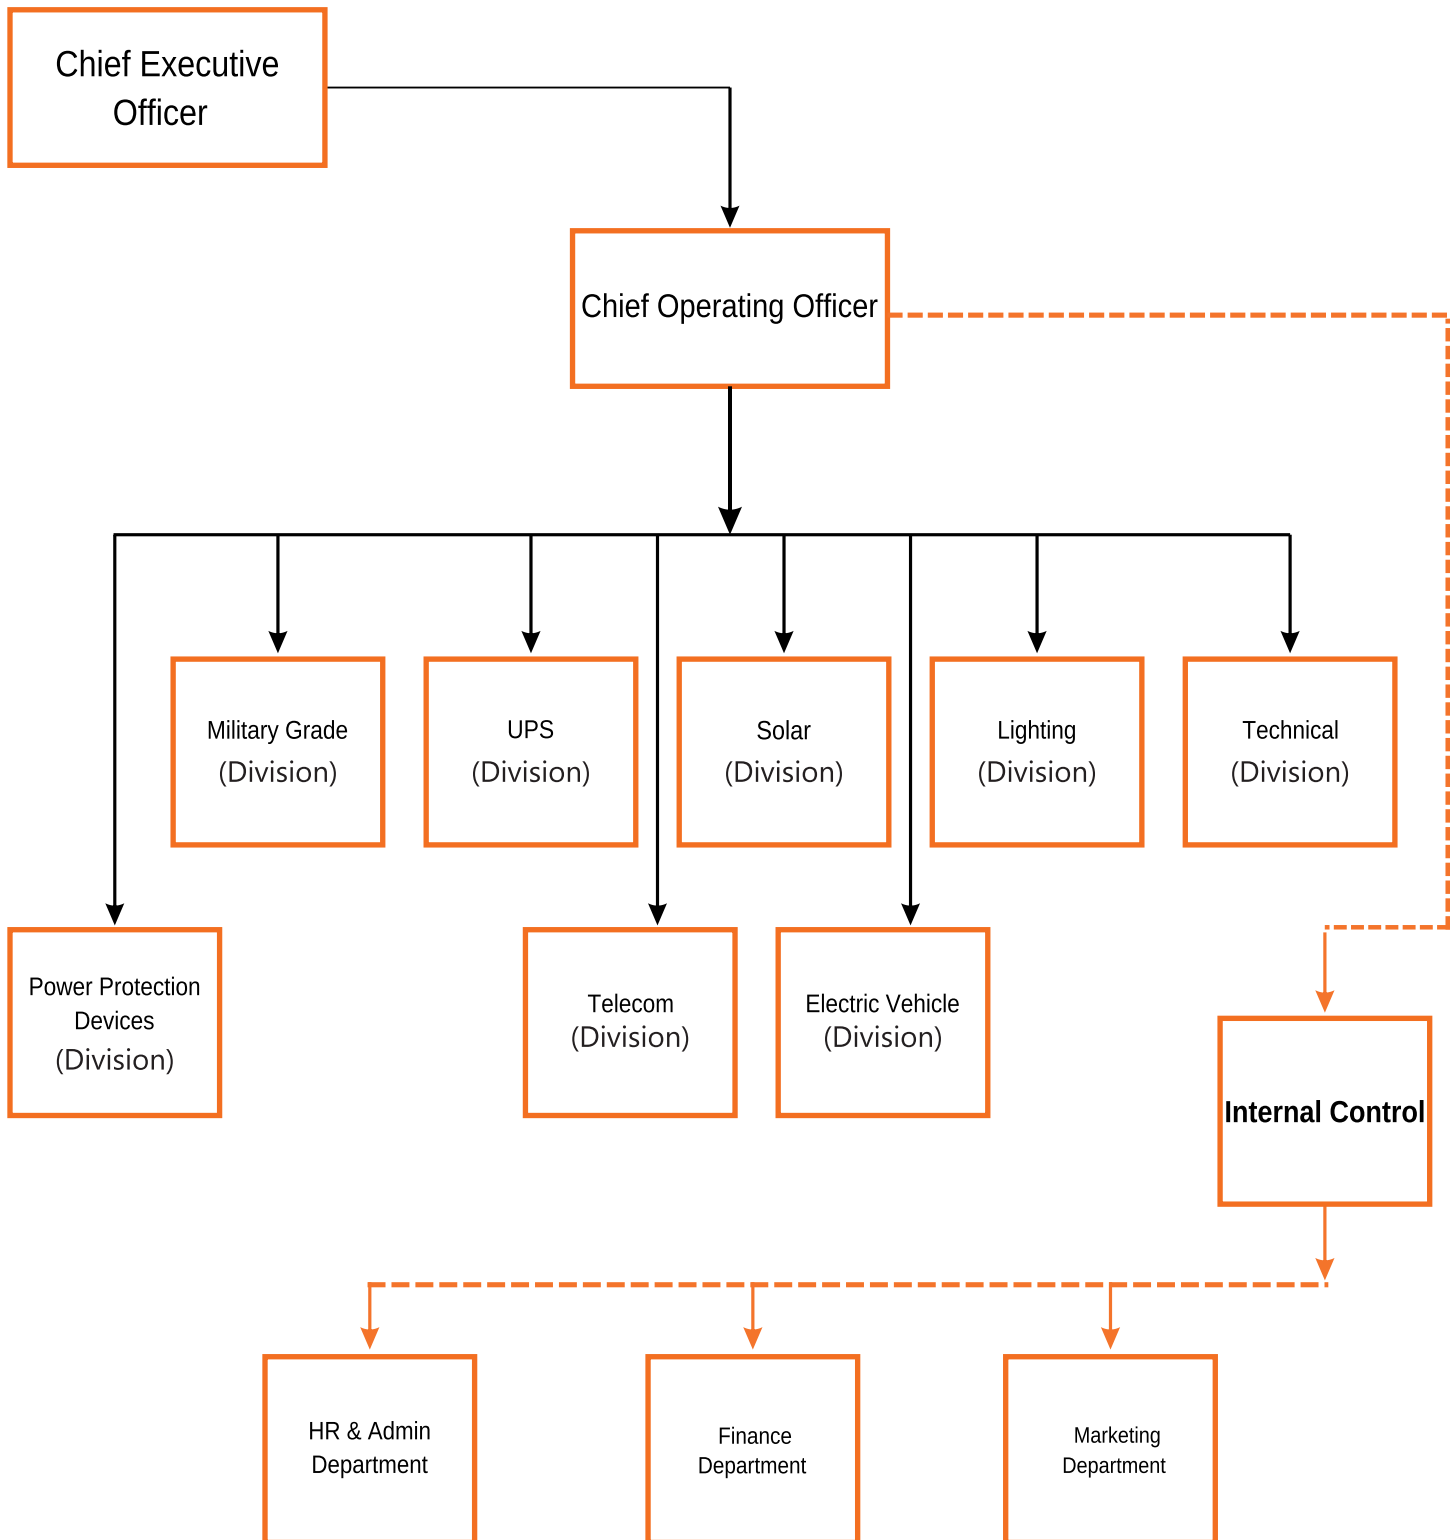 Chief Executive
Officer
Chief Operating Officer
Military Grade
(Division)
UPS
(Division)
Solar
(Division)
Lighting
(Division)
Technical
(Division)
Power Protection
Devices
(Division)
Telecom
(Division)
Electric Vehicle
(Division)
Internal Control
HR & Admin
Department
Finance
Department
Marketing
Department